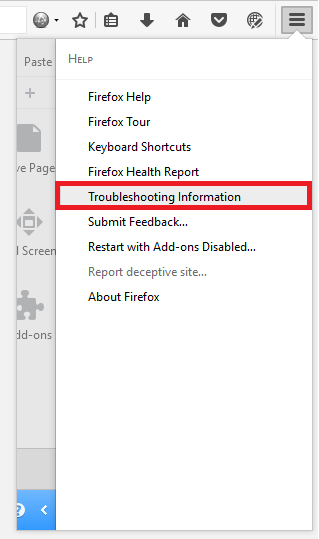 Help
Paste
+
Firefox Help
Firefox Tour
Keyboard Shortcuts
ve Page
Firefox Health Report
Troubleshooting Information
Submit Feedback...
l Screen
Restart with Add-ons Disabled...
Report deceptive site...
About Firefox
dd-ons
?